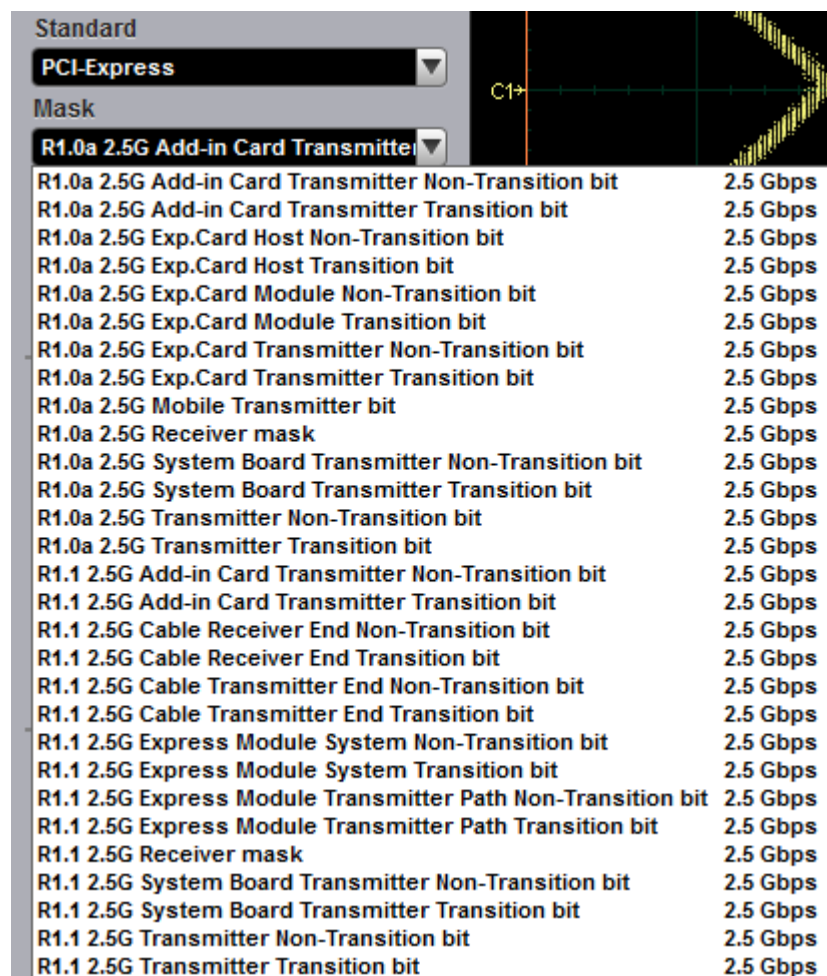 Standard
PCI-Express
C1
Mask
R1.0a 2.5G Add-in Card Transmitter
R1.0a 2.5G Add-in Card Transmitter Non-Transition bit 2.5 Gbps
R1.0a 2.5G Add-in Card Transmitter Transition bit 2.5 Gbps
R1.0a 2.5G Exp.Card Host Non-Transition bit 2.5 Gbps
R1.0a 2.5G Exp.Card Host Transition bit 2.5 Gbps
R1.0a 2.5G Exp.Card Module Non-Transition bit 2.5 Gbps
R1.0a 2.5G Exp.Card Module Transition bit 2.5 Gbps
R1.0a 2.5G Exp.Card Transmitter Non-Transition bit 2.5 Gbps
R1.0a 2.5G Exp.Card Transmitter Transition bit 2.5 Gbps
R1.0a 2.5G Mobile Transmitter bit 2.5 Gbps
R1.0a 2.5G Receiver mask 2.5 Gbps
R1.0a 2.5G System Board Transmitter Non-Transition bit 2.5 Gbps
R1.0a 2.5G System Board Transmitter Transition bit 2.5 Gbps
R1.0a 2.5G Transmitter Non-Transition bit 2.5 Gbps
R1.0a 2.5G Transmitter Transition bit 2.5 Gbps
R1.1 2.5G Add-in Card Transmitter Non-Transition bit 2.5 Gbps
R1.1 2.5G Add-in Card Transmitter Transition bit 2.5 Gbps
R1.1 2.5G Cable Receiver End Non-Transition bit 2.5 Gbps
R1.1 2.5G Cable Receiver End Transition bit 2.5 Gbps
R1.1 2.5G Cable Transmitter End Non-Transition bit 2.5 Gbps
R1.1 2.5G Cable Transmitter End Transition bit 2.5 Gbps
R1.1 2.5G Express Module System Non-Transition bit 2.5 Gbps
R1.1 2.5G Express Module System Transition bit 2.5 Gbps
R1.1 2.5G Express Module Transmitter Path Non-Transition bit 2.5 Gbps
R1.1 2.5G Express Module Transmitter Path Transition bit 2.5 Gbps
R1.1 2.5G Receiver mask 2.5 Gbps
R1.1 2.5G System Board Transmitter Non-Transition bit 2.5 Gbps
R1.1 2.5G System Board Transmitter Transition bit 2.5 Gbps
R1.1 2.5G Transmitter Non-Transition bit 2.5 Gbps
R1.1 2.5G Transmitter Transition bit 2.5 Gbps